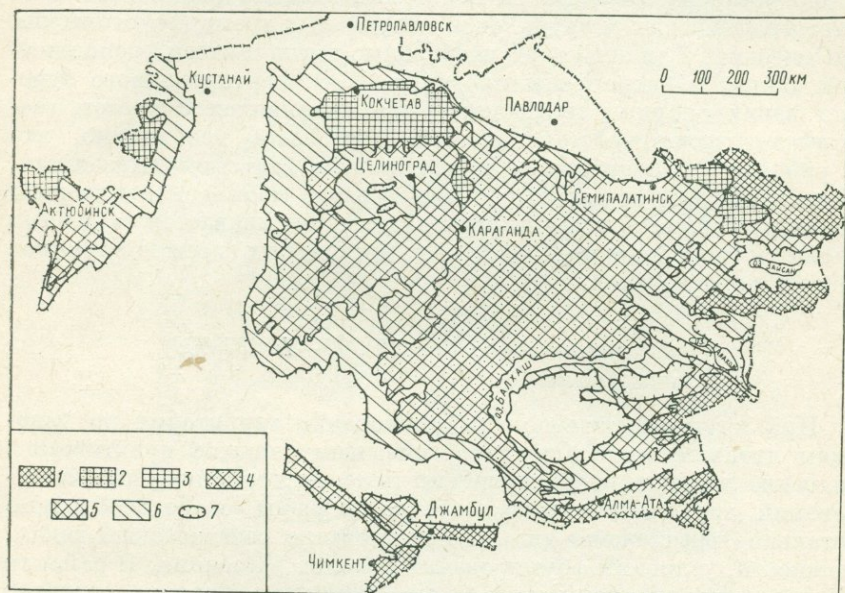 ПЕТРОПАВЛОВСК
КУСТАНАЙ
КОКЧЕТАВ
ПАВЛОДАР
0 100 200 300 КМ
ЦЕЛИНОГРАД
АКТЮБИНСК
СЕМИПАЛАТИНСК
КАРАГАНДА
ОЗ. ЗАЙСАН
ОЗ. БАЛХАШ
1 2 3 4
5 6 7
ДЖАМБУЛ
АЛМА-АТА
ЧИМКЕНТ